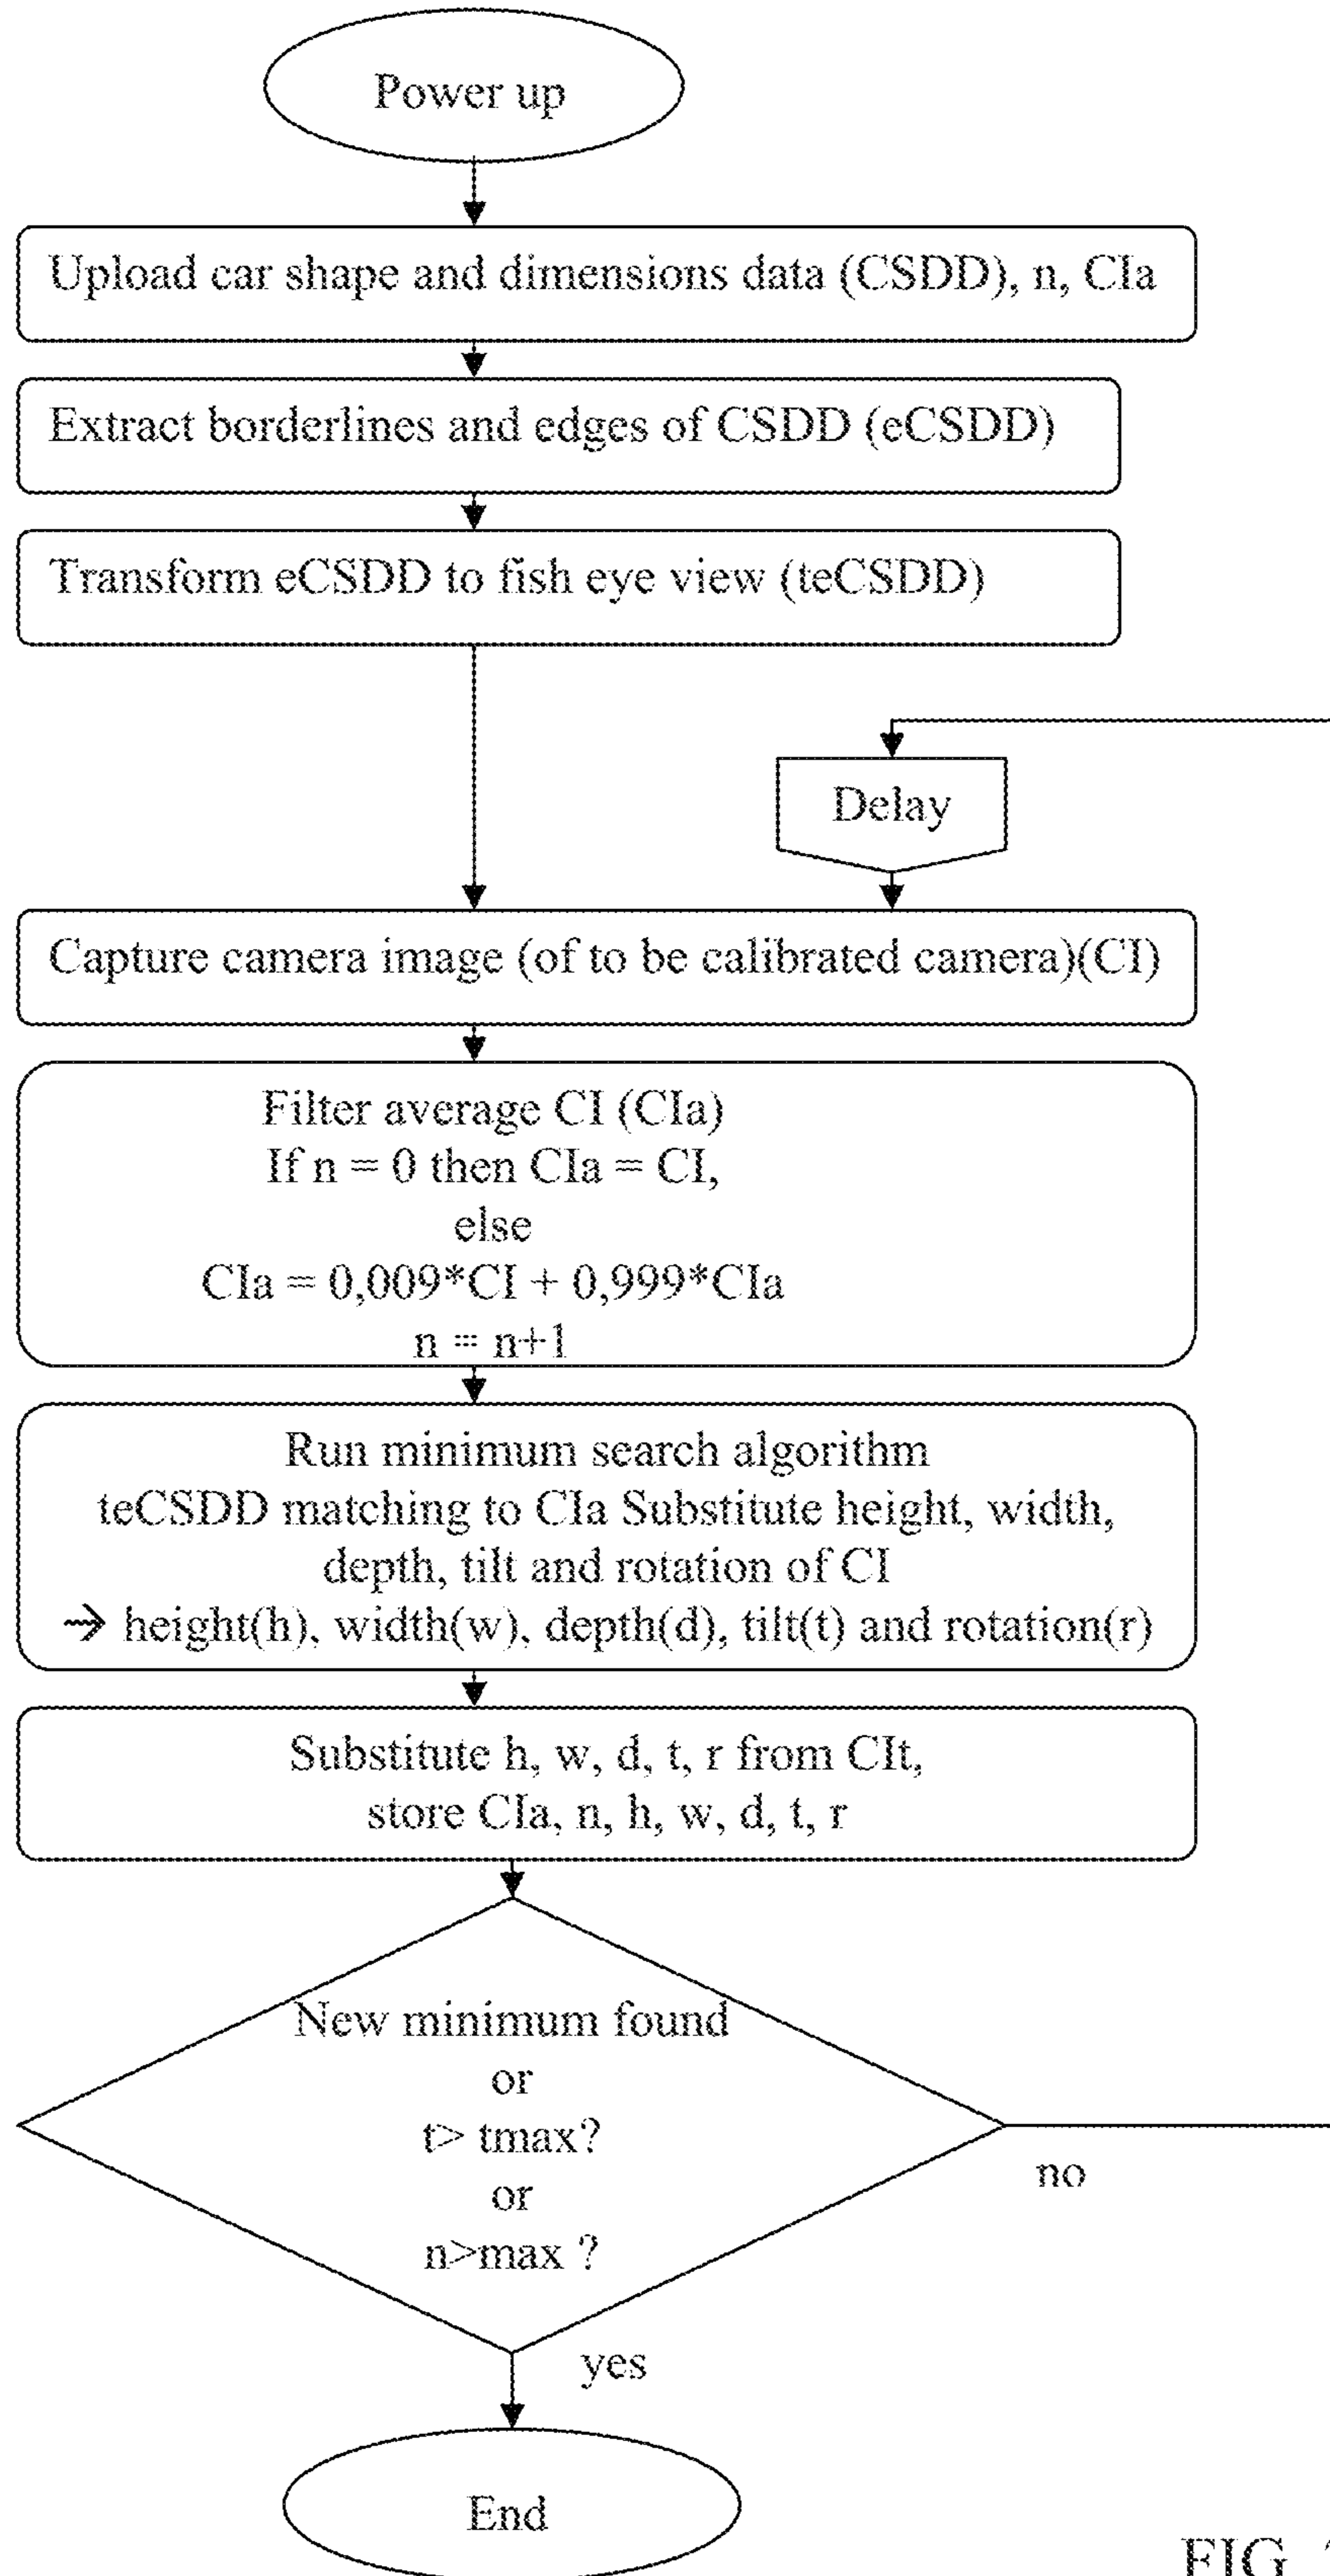 Power up
Upload car shape and dimensions data (CSDD), n, CIa
Extract borderlines and edges of CSDD (eCSDD)
Transform eCSDD to fish eye view (teCSDD)
Delay
Capture camera image (of to be calibrated camera)(CI)
Filter average CI (CIa)
If n = 0 then CIa = CI,
else
CIa = 0,009*CI + 0,999*CIa
n = n+1
Run minimum search algorithm
teCSDD matching to CIa Substitute height, width,
depth, tilt and rotation of CI
→ height(h), width(w), depth(d), tilt(t) and rotation(r)
Substitute h, w, d, t, r from CIt,
store CIa, n, h, w, d, t, r
New minimum found
or
t> tmax?
or
n>max ?
no
yes
End
FIG.